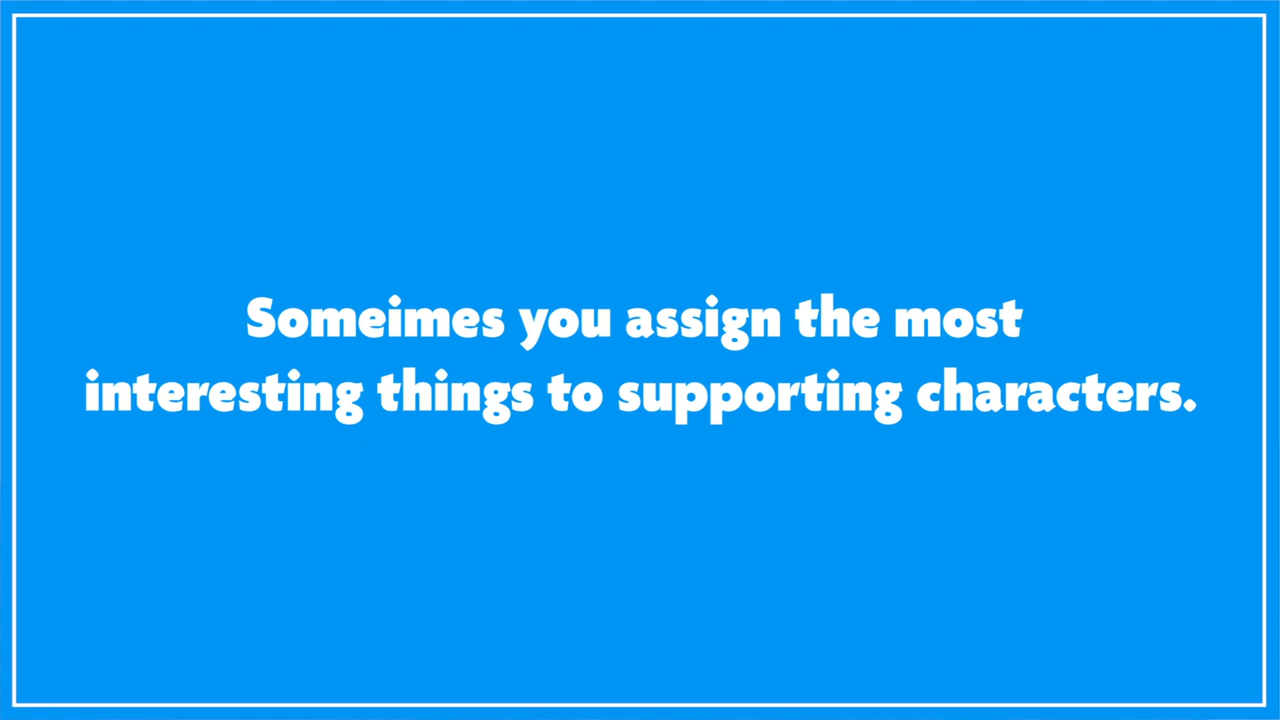 Someimes you assign the most
interesting things to supporting characters.